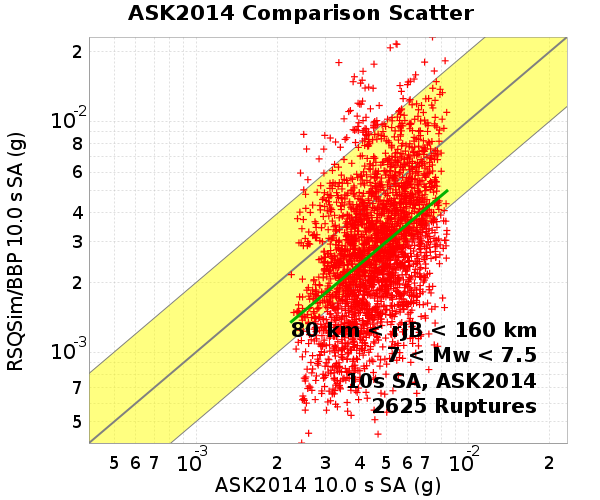 ASK2014 Comparison Scatter
RSQSim/BBP 10.0 s SA (g)
2
10-2
8
6
4
3
2
10-3
7
5
80 km < rJB < 160 km
7 < Mw < 7.5
10s SA, ASK2014
2625 Ruptures
5 6 7 10-3 2 3 4 5 6 7 10-2 2
ASK2014 10.0 s SA (g)